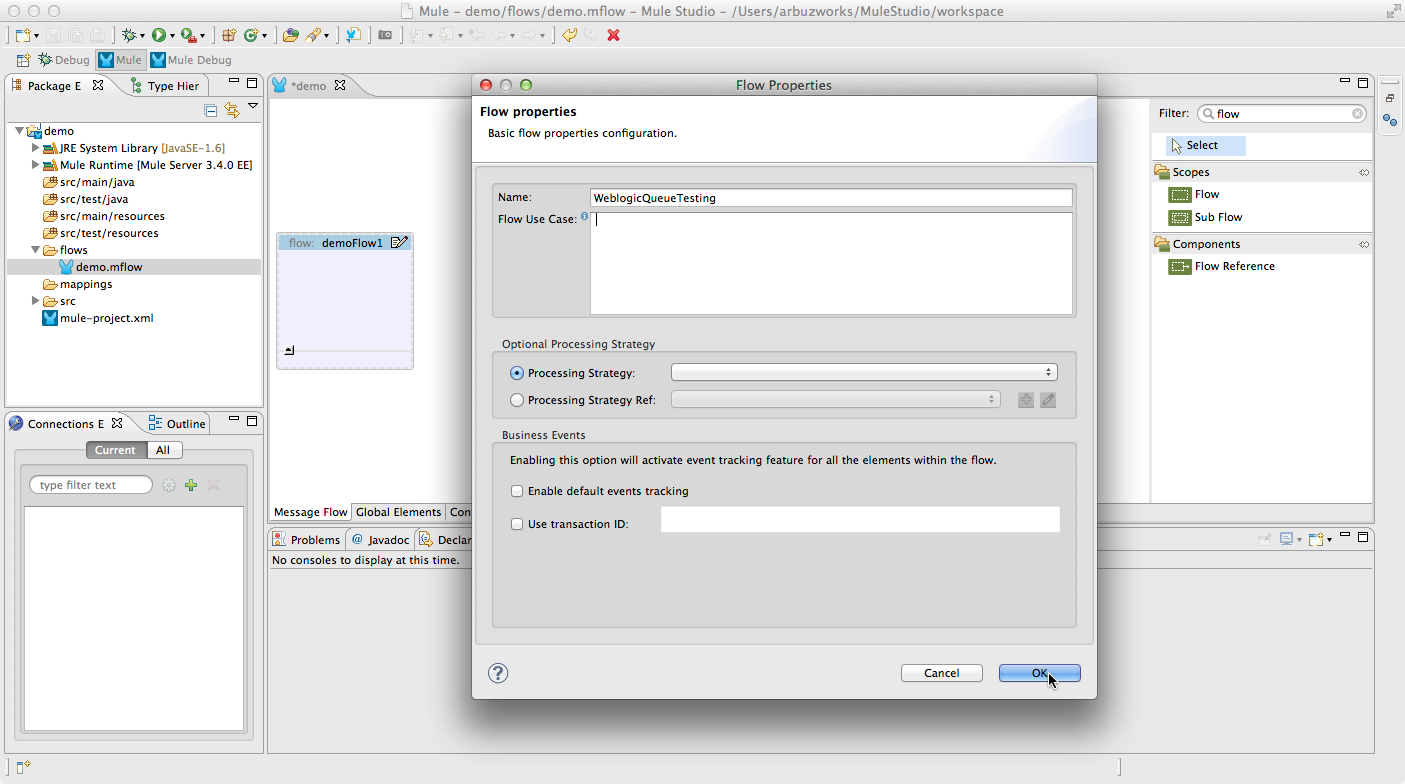 Mule - demo/flows/demo.mflow - Mule Studio - /Users/arbuzworks/MuleStudio/workspace
Debug Mule Mule Debug
Package E Type Hier
demo
JRE System Library [JavaSE-1.6]
Mule Runtime [Mule Server 3.4.0 EE]
src/main/java
src/test/java
src/main/resources
src/test/resources
flows
demo.mflow
mappings
src
mule-project.xml
Connections E Outline
Current All
type filter text
*demo
flow: demoFlow1
Message Flow Global Elements Con
Problems @ Javadoc Declar
No consoles to display at this time.
Flow Properties
Flow properties
Basic flow properties configuration.
Name: WeblogicQueueTesting
Flow Use Case:
Optional Processing Strategy
Processing Strategy:
Processing Strategy Ref:
Business Events
Enabling this option will activate event tracking feature for all the elements within the flow.
Enable default events tracking
Use transaction ID:
? Cancel OK
Filter: flow
Select
Scopes
Flow
Sub Flow
Components
Flow Reference